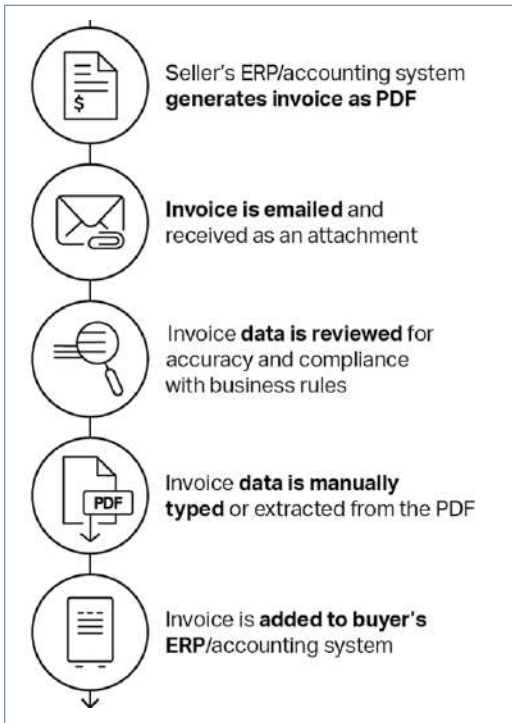 $
Seller's ERP/accounting system
generates invoice as PDF
Invoice is emailed and
received as an attachment
Invoice data is reviewed for
accuracy and compliance
with business rules
PDF
Invoice data is manually
typed or extracted from the PDF
Invoice is added to buyer's
ERP/accounting system